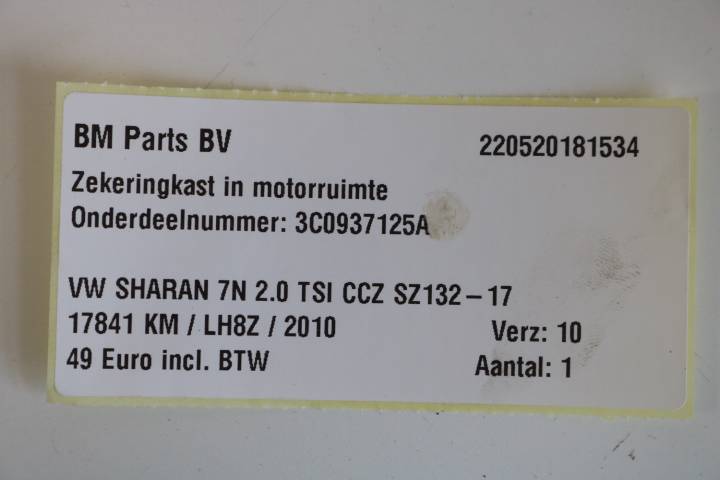 BM Parts BV 220520181534
Zekeringkast in motorruimte
Onderdeelnummer: 3C0937125A
VW SHARAN 7N 2.0 TSI CCZ SZ132-17
17841 KM / LH8Z / 2010 Verz: 10
49 Euro incl. BTW Aantal: 1